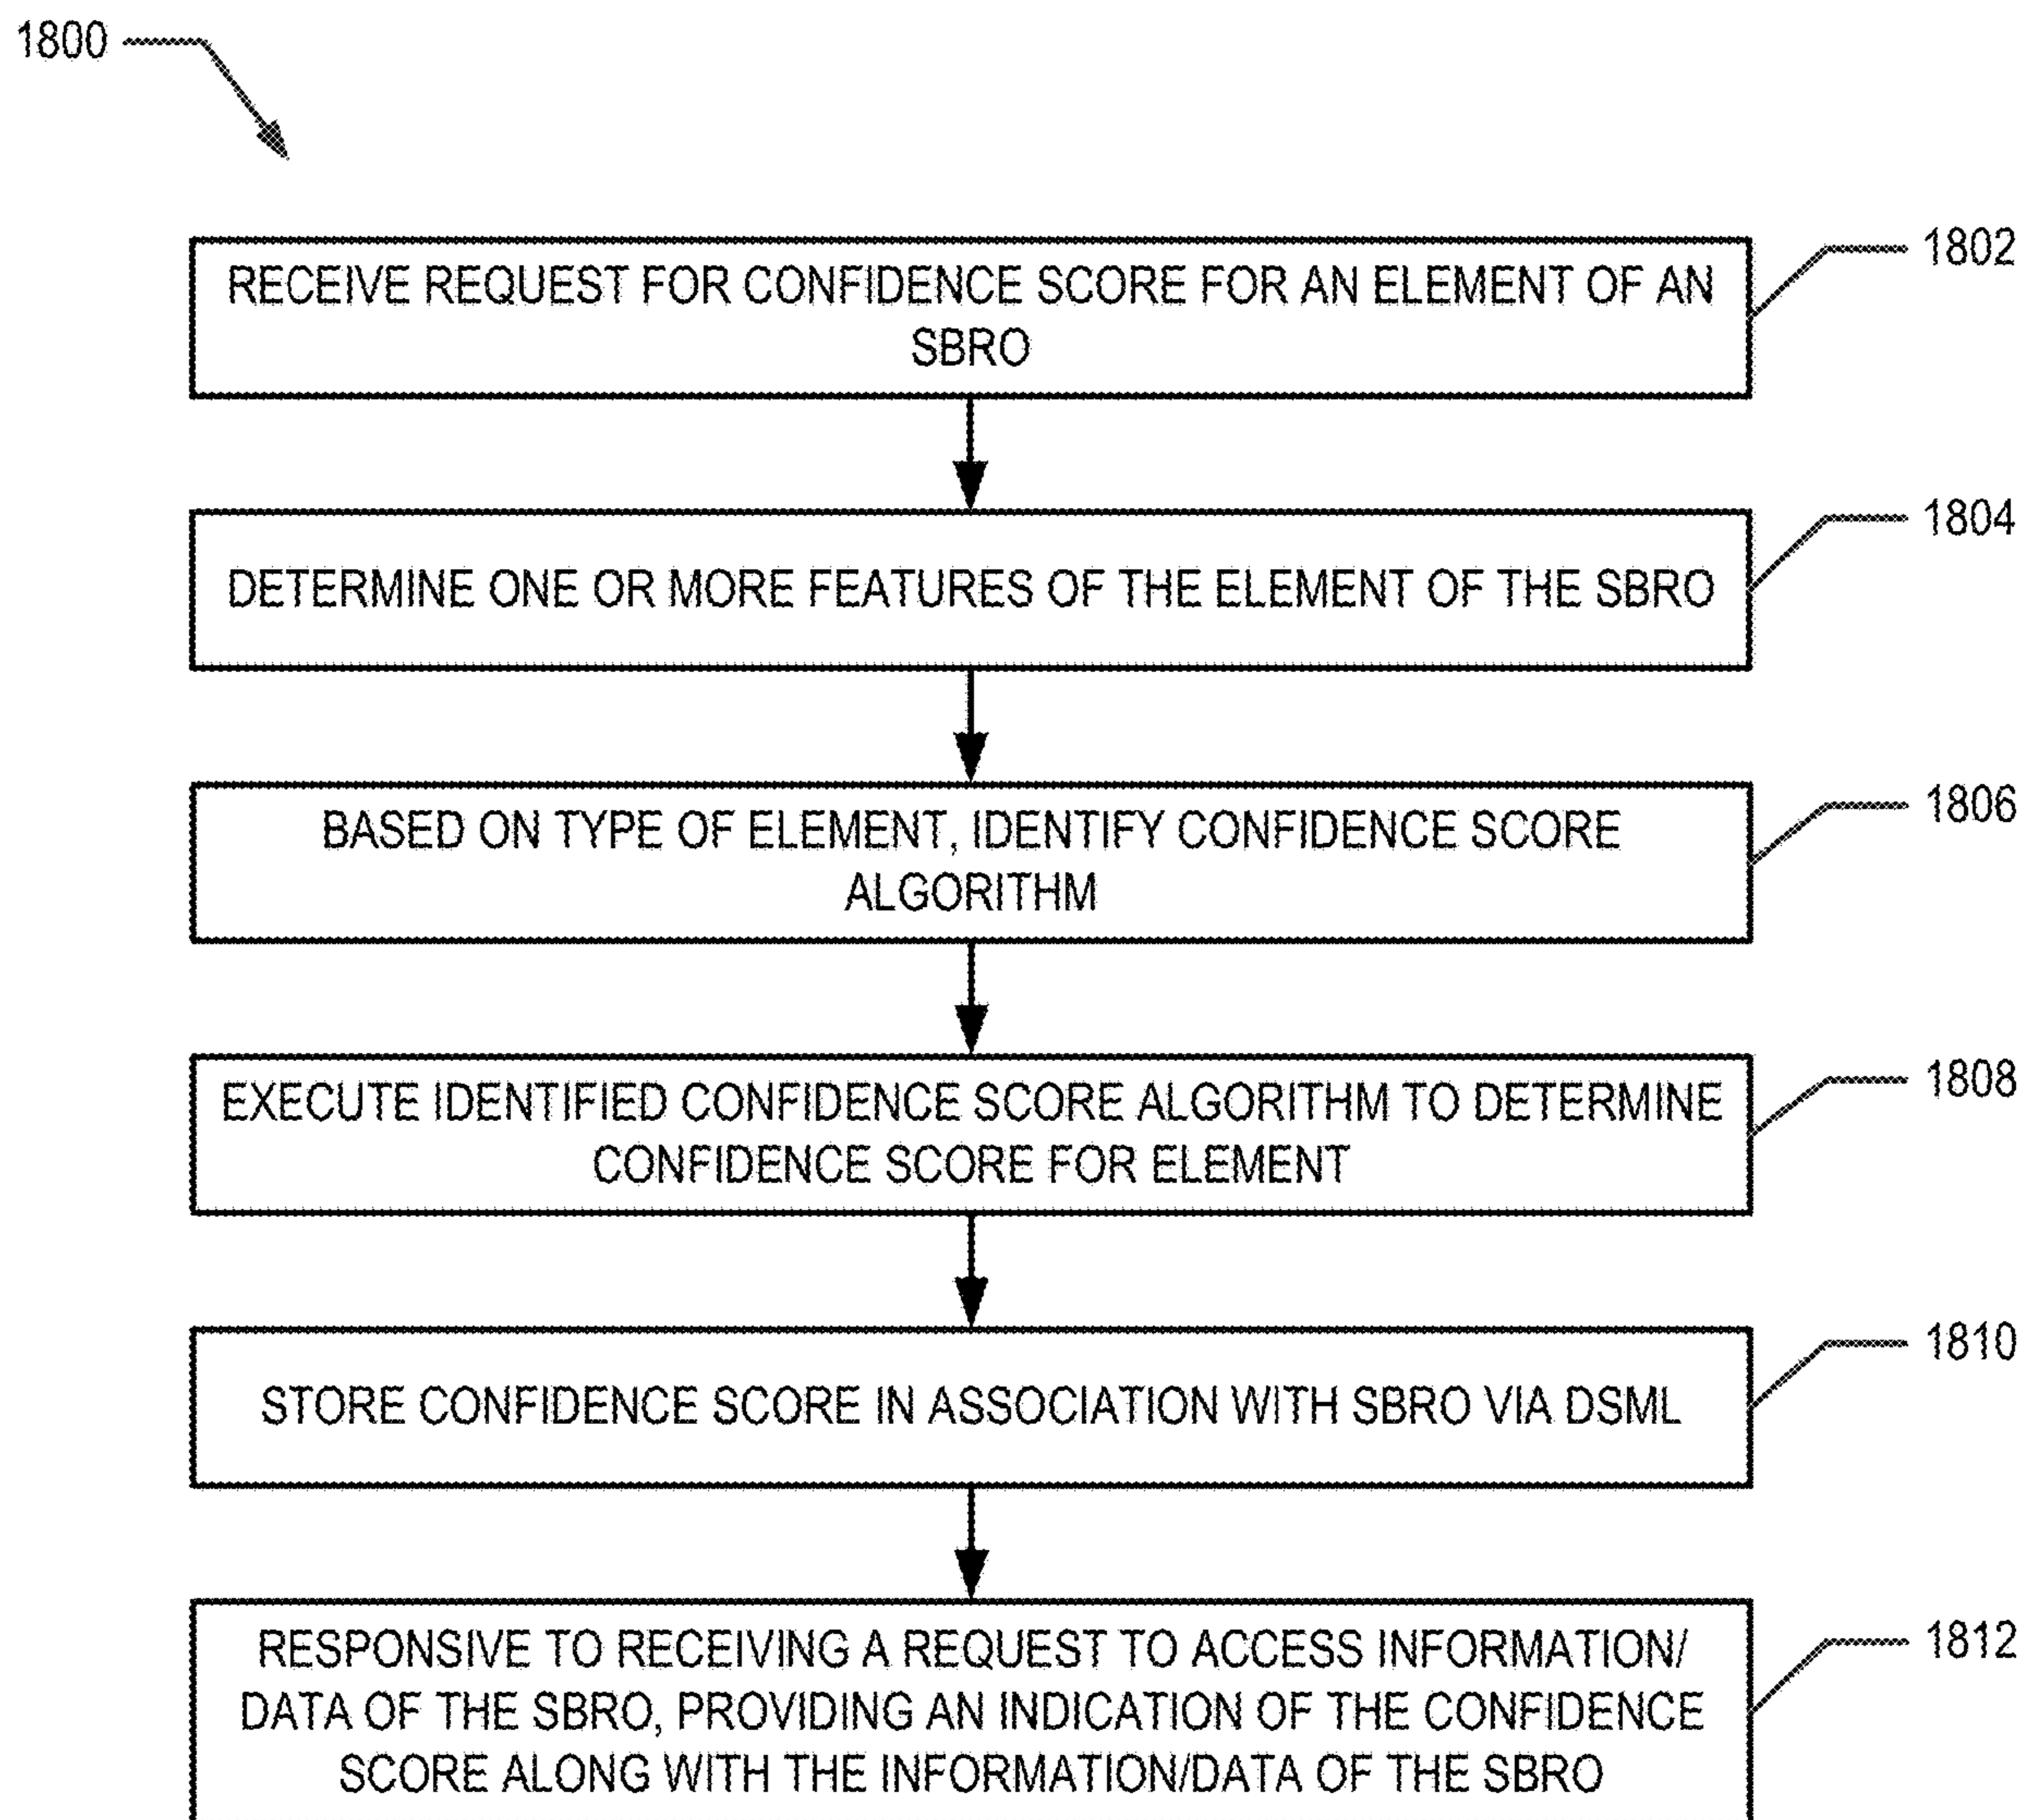 1800
RECEIVE REQUEST FOR CONFIDENCE SCORE FOR AN ELEMENT OF AN
SBRO
1802
DETERMINE ONE OR MORE FEATURES OF THE ELEMENT OF THE SBRO
1804
BASED ON TYPE OF ELEMENT, IDENTIFY CONFIDENCE SCORE
ALGORITHM
1806
EXECUTE IDENTIFIED CONFIDENCE SCORE ALGORITHM TO DETERMINE
CONFIDENCE SCORE FOR ELEMENT
1808
STORE CONFIDENCE SCORE IN ASSOCIATION WITH SBRO VIA DSML
1810
RESPONSIVE TO RECEIVING A REQUEST TO ACCESS INFORMATION/
DATA OF THE SBRO, PROVIDING AN INDICATION OF THE CONFIDENCE
SCORE ALONG WITH THE INFORMATION/DATA OF THE SBRO
1812